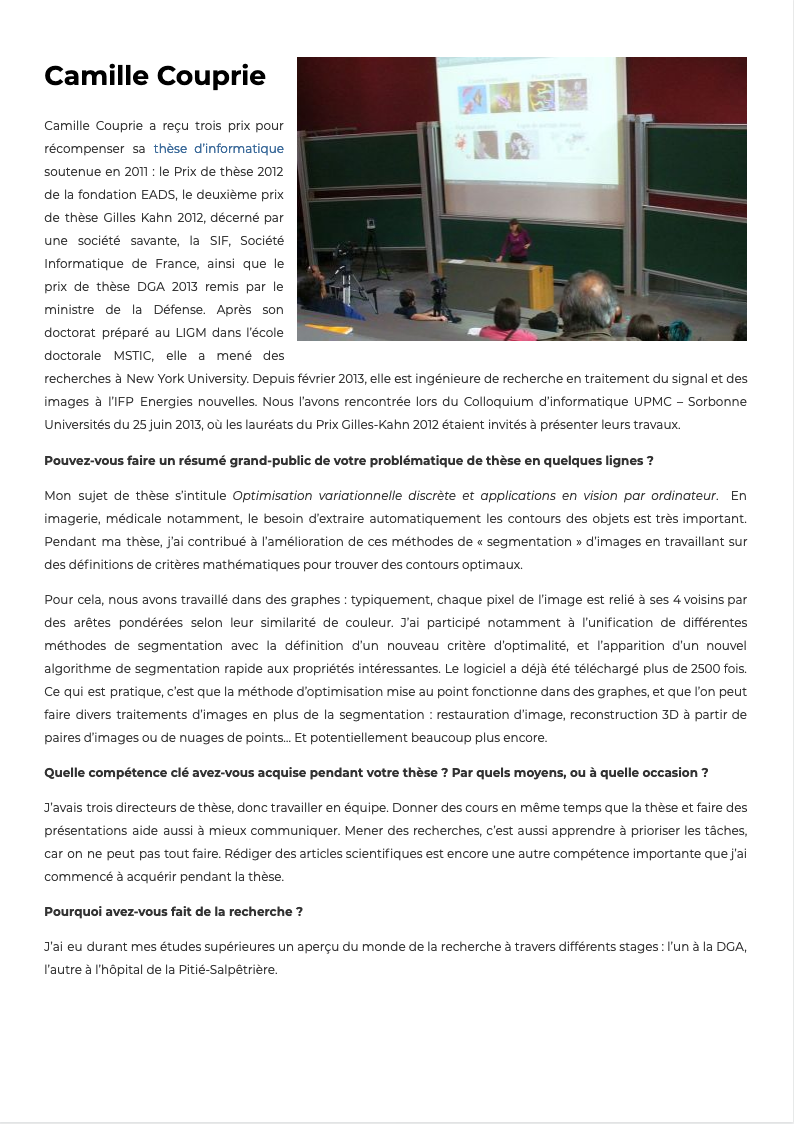 Camille Couprie
Camille Couprie a reçu trois prix pour
récompenser sa thèse d’informatique
soutenue en 2011 : le Prix de thèse 2012
de la fondation EADS, le deuxième prix
de thèse Gilles Kahn 2012, décerné par
une société savante, la SIF, Société
Informatique de France, ainsi que le
prix de thèse DGA 2013 remis par le
ministre de la Défense. Après son
doctorat préparé au LIGM dans l’école
doctorale MSTIC, elle a mené des
recherches à New York University. Depuis février 2013, elle est ingénieure de recherche en traitement du signal et des
images à l’IFP Energies nouvelles. Nous l’avons rencontrée lors du Colloquium d’informatique UPMC – Sorbonne
Universités du 25 juin 2013, où les lauréats du Prix Gilles-Kahn 2012 étaient invités à présenter leurs travaux.
Pouvez-vous faire un résumé grand-public de votre problématique de thèse en quelques lignes ?
Mon sujet de thèse s’intitule Optimisation variationnelle discrète et applications en vision par ordinateur. En
imagerie, médicale notamment, le besoin d’extraire automatiquement les contours des objets est très important.
Pendant ma thèse, j’ai contribué à l’amélioration de ces méthodes de « segmentation » d’images en travaillant sur
des définitions de critères mathématiques pour trouver des contours optimaux.
Pour cela, nous avons travaillé dans des graphes : typiquement, chaque pixel de l’image est relié à ses 4 voisins par
des arêtes pondérées selon leur similarité de couleur. J’ai participé notamment à l’unification de différentes
méthodes de segmentation avec la définition d’un nouveau critère d’optimalité, et l’apparition d’un nouvel
algorithme de segmentation rapide aux propriétés intéressantes. Le logiciel a déjà été téléchargé plus de 2500 fois.
Ce qui est pratique, c’est que la méthode d’optimisation mise au point fonctionne dans des graphes, et que l’on peut
faire divers traitements d’images en plus de la segmentation : restauration d’image, reconstruction 3D à partir de
paires d’images ou de nuages de points… Et potentiellement beaucoup plus encore.
Quelle compétence clé avez-vous acquise pendant votre thèse ? Par quels moyens, ou à quelle occasion ?
J’avais trois directeurs de thèse, donc travailler en équipe. Donner des cours en même temps que la thèse et faire des
présentations aide aussi à mieux communiquer. Mener des recherches, c’est aussi apprendre à prioriser les tâches,
car on ne peut pas tout faire. Rédiger des articles scientifiques est encore une autre compétence importante que j’ai
commencé à acquérir pendant la thèse.
Pourquoi avez-vous fait de la recherche ?
J’ai eu durant mes études supérieures un aperçu du monde de la recherche à travers différents stages : l’un à la DGA,
l’autre à l’hôpital de la Pitié-Salpêtrière.